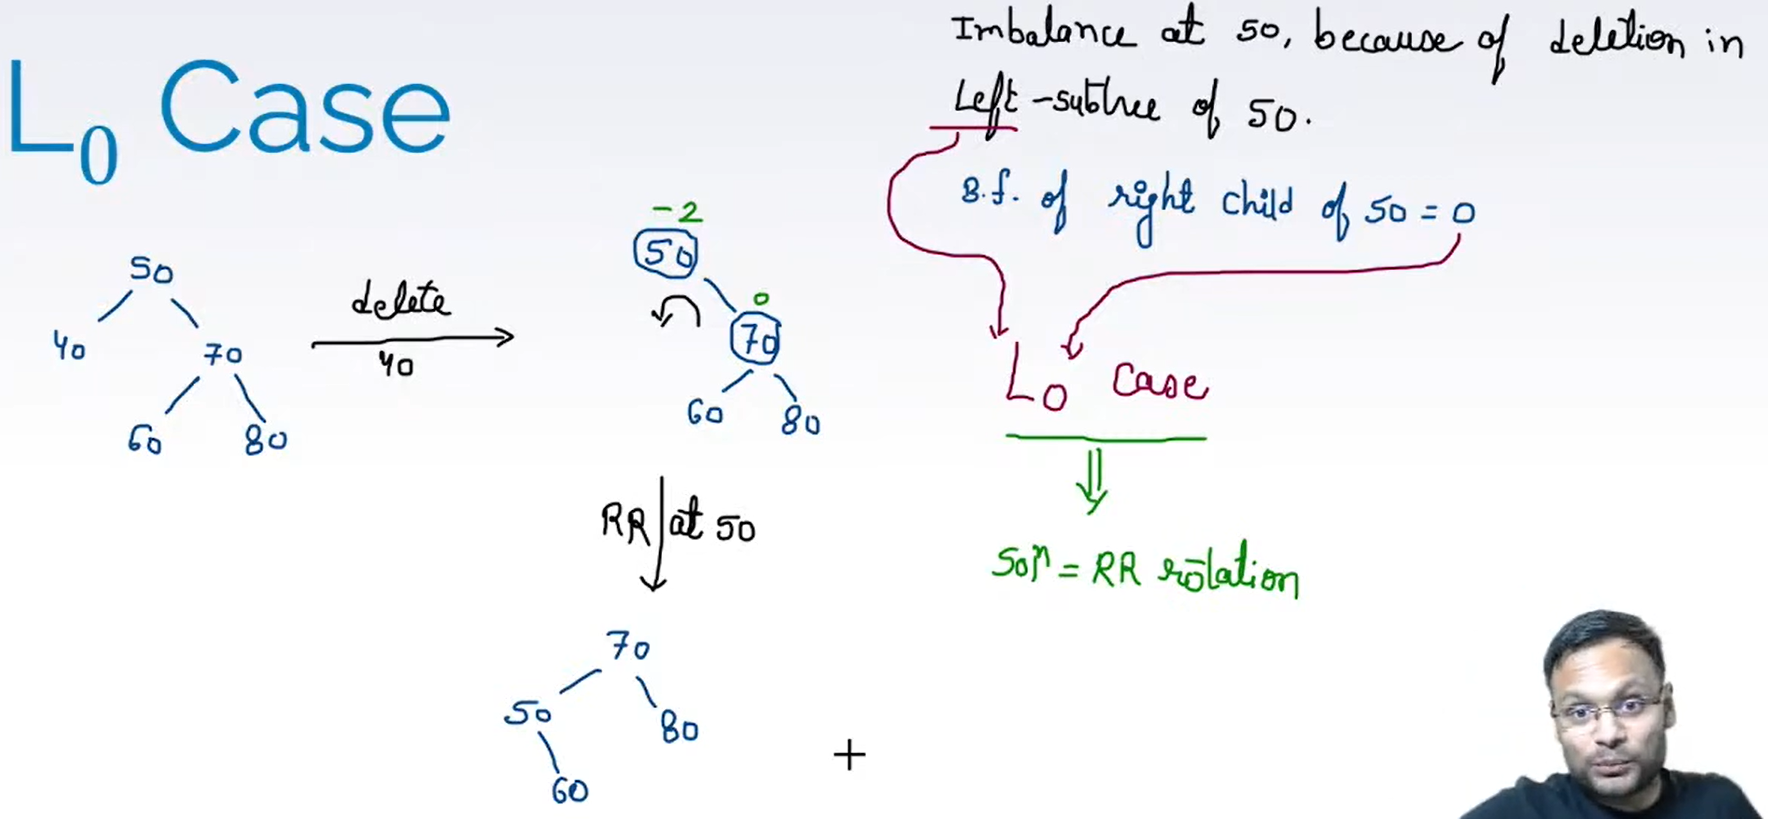 L₀ Case
Imbalance at 50, because of deletion in
Left-subtree of 50.
B.f. of right child of 50 = 0
L₀ Case
Solⁿ = RR rotation
50
40
70
60
80
delete
40
-2
50
0
70
60
80
RR at 50
70
50
80
60